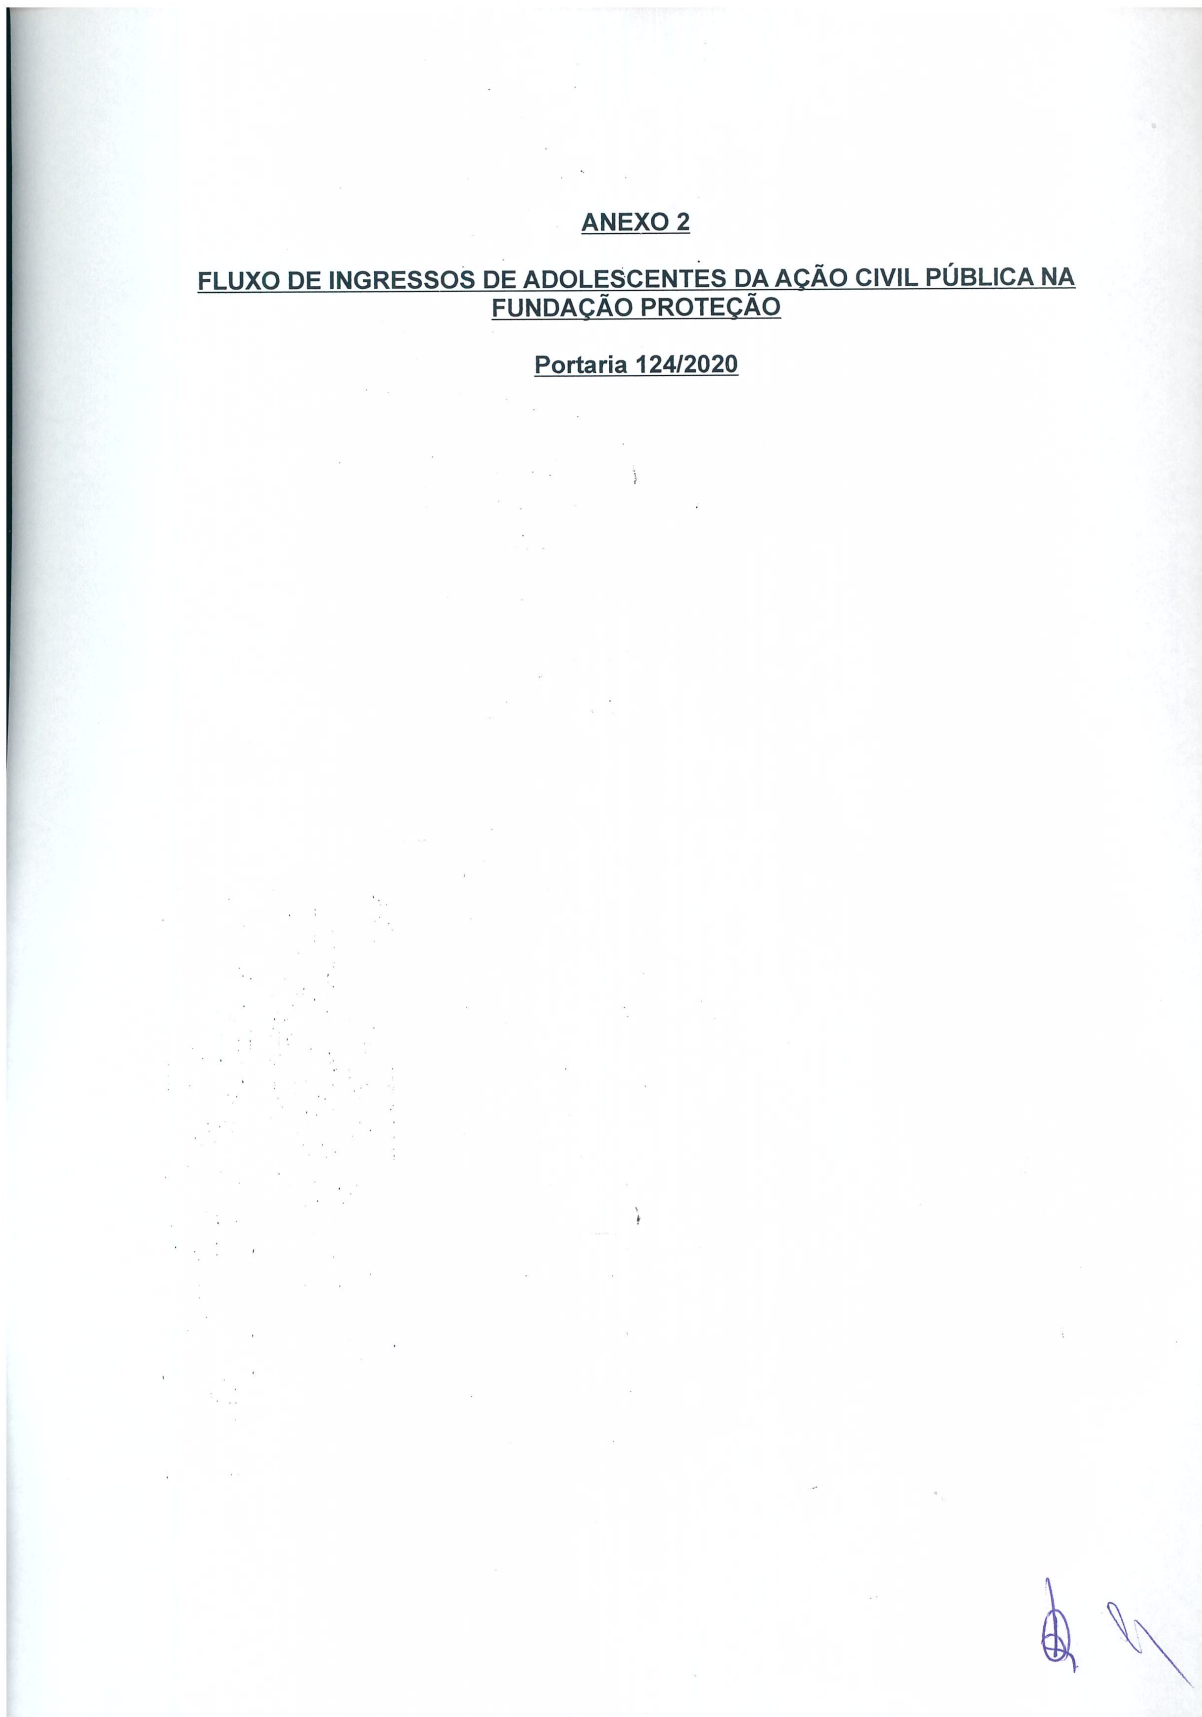 ANEXO 2
FLUXO DE INGRESSOS DE ADOLESCENTES DA AÇÃO CIVIL PÚBLICA NA
FUNDAÇÃO PROTEÇÃO
Portaria 124/2020